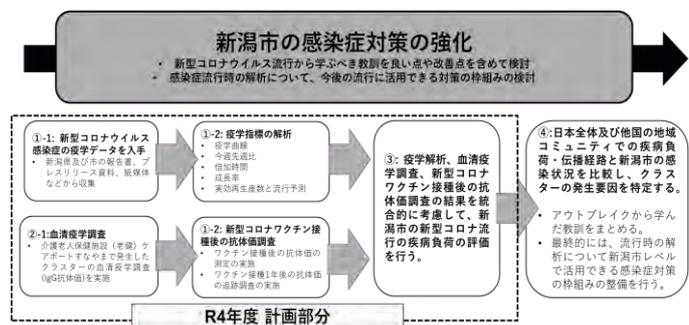 新潟市の感染症対策の強化
• 新型コロナウイルス流行から学ぶべき教訓を良い点や改善点を含めて検討
• 感染症流行時の解析について、今後の流行に活用できる対策の枠組みの検討
①-1: 新型コロナウイルス
感染症の疫学データを入手
• 新潟県及び市の報告書、プ
レスリリース資料、紙媒体
などから収集
①-2: 疫学指標の解析
• 疫学曲線
• 今週先週比
• 倍加時間
• 成長率
• 実効再生産数と流行予測
②-1:血清疫学調査
• 介護老人保健施設（老健）ケ
アポートすなやまで発生した
クラスターの血清疫学調査
(IgG抗体価)を実施
①-2: 新型コロナワクチン接
種後の抗体価調査
• ワクチン接種後の抗体価の
測定の実施
• ワクチン接種1年後の抗体価
の追跡調査の実施
③: 疫学解析、血清疫
学調査、新型コロナ
ワクチン接種後の抗
体価調査の結果を統
合的に考慮して、新潟
市の新型コロナ流
行の疾病負荷の評価
を行う。
④:日本全体及び他国の地域
コミュニティでの疾病負
荷・伝播経路と新潟市の感
染状況を比較し、クラス
ターの発生要因を特定する。
• アウトブレイクから学ん
だ教訓をまとめる。
• 最終的には、流行時の解
析について新潟市レベル
で活用できる感染症対策
の枠組みの整備を行う。
R4年度 計画部分